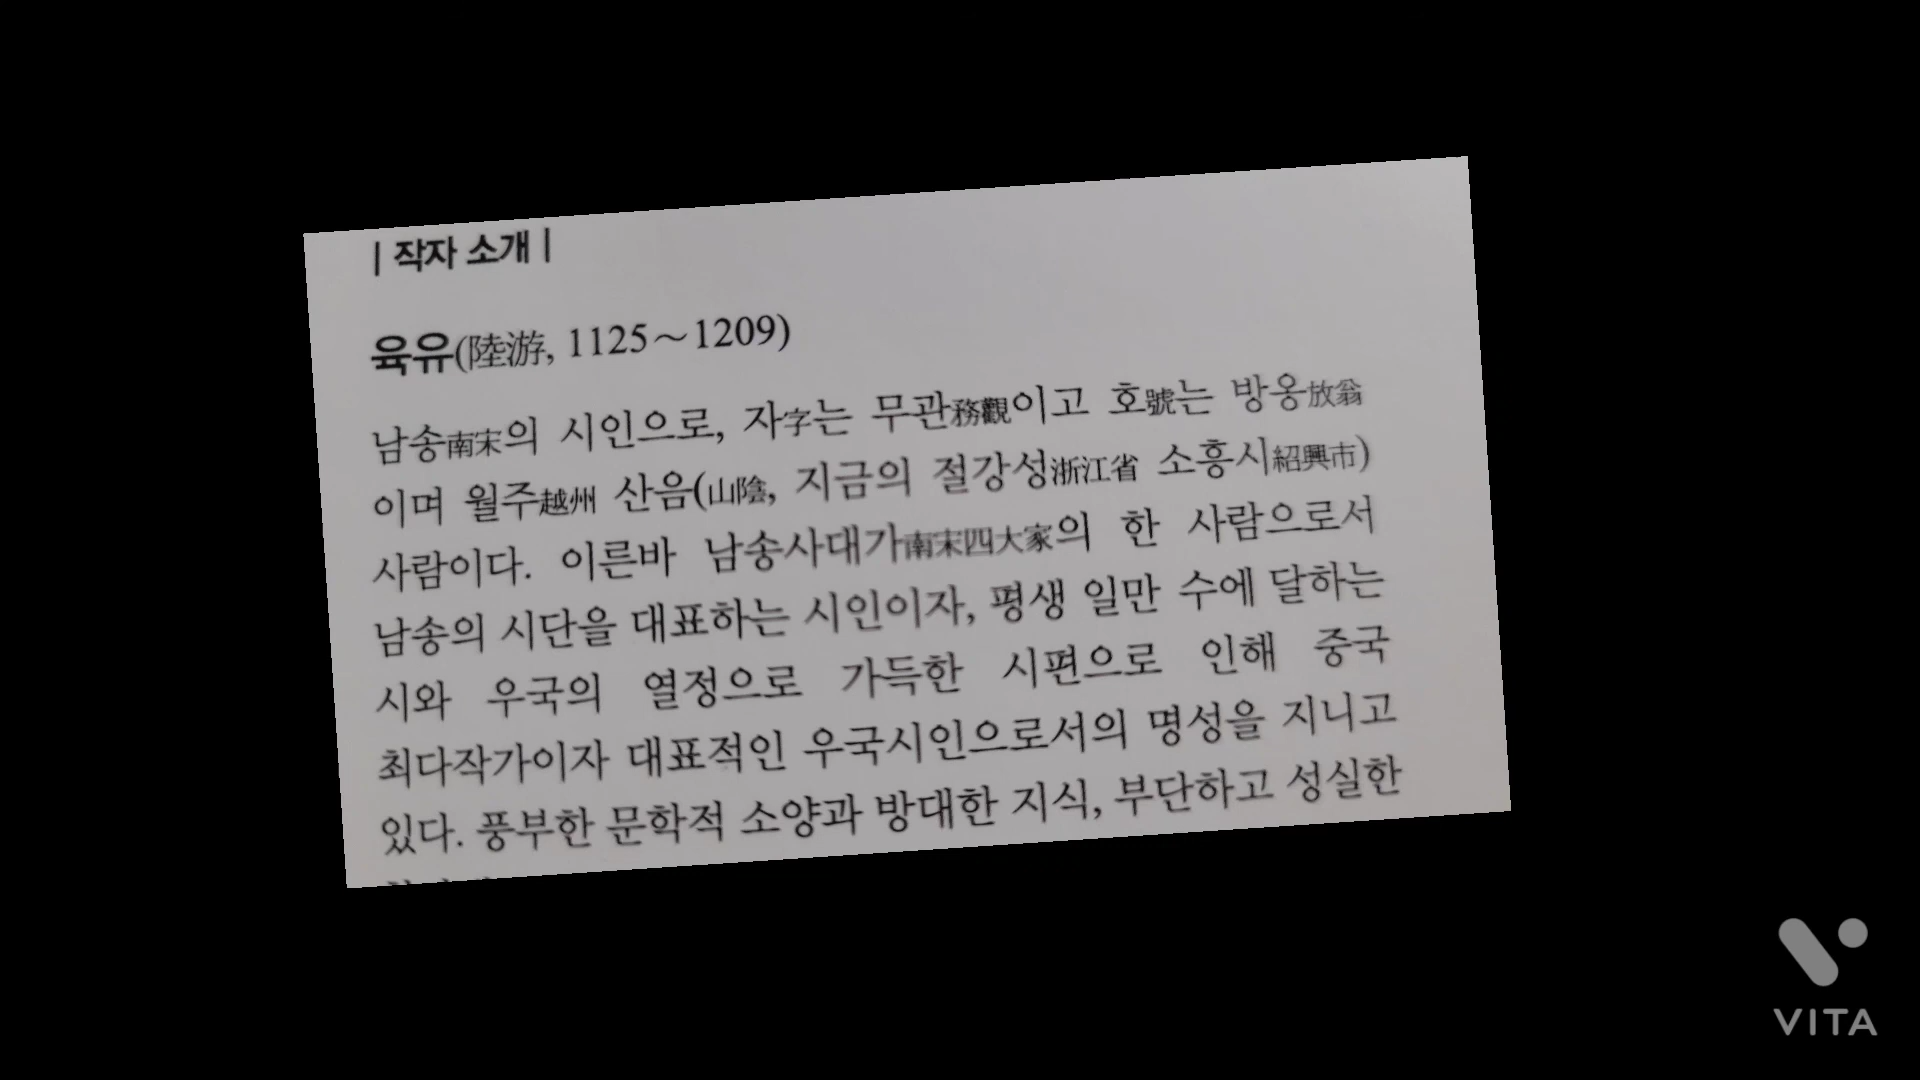 | 작자 소개 |
육유(陸游, 1125~1209)
남송南宋의 시인으로, 자字는 무관務觀이고 호號는 방옹放翁
이며 월주越州 산음(山陰, 지금의 절강성浙江省 소흥시紹興市)
사람이다. 이른바 남송사대가南宋四大家의 한 사람으로서
남송의 시단을 대표하는 시인이자, 평생 일만 수에 달하는
시와 우국의 열정으로 가득한 시편으로 인해 중국
최다작가이자 대표적인 우국시인으로서의 명성을 지니고
있다. 풍부한 문학적 소양과 방대한 지식, 부단하고 성실한
VITA